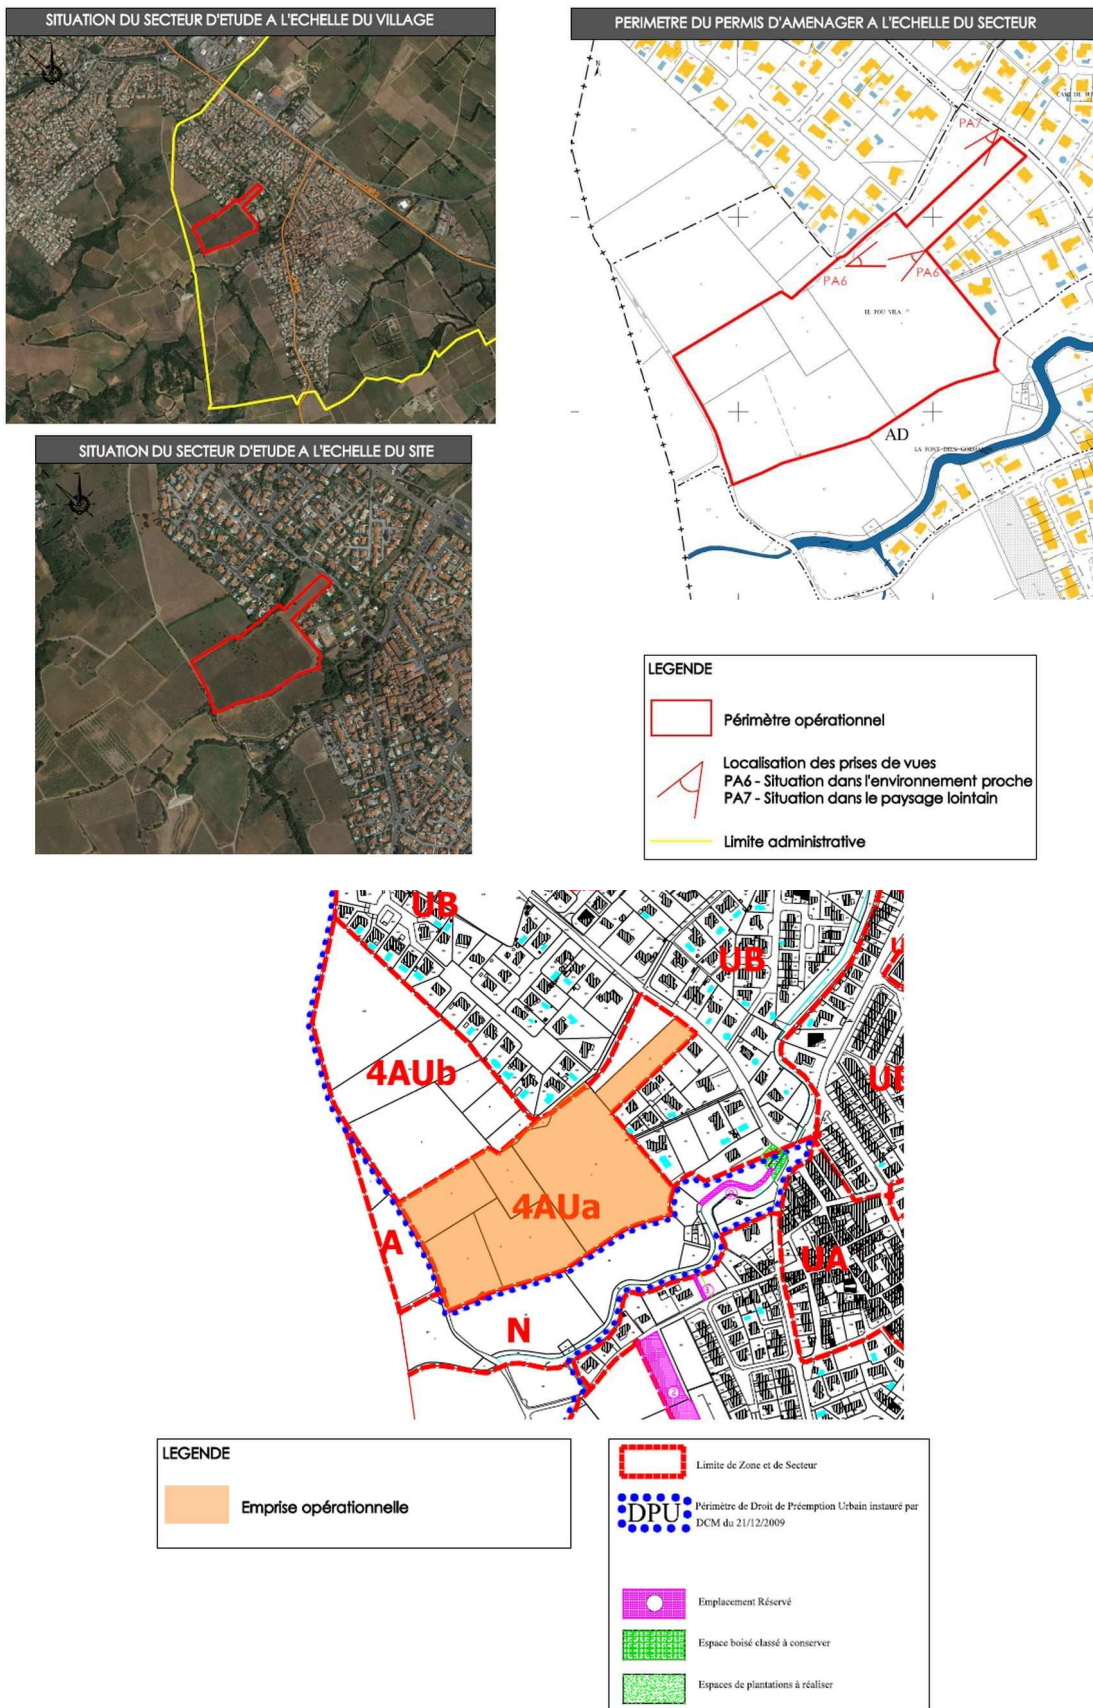 SITUATION DU SECTEUR D'ETUDE A L'ECHELLE DU VILLAGE
PERIMETRE DU PERMIS D'AMENAGER A L'ECHELLE DU SECTEUR
N
PA7
PA6
PA6
EL POU VILA
AD
SITUATION DU SECTEUR D'ETUDE A L'ECHELLE DU SITE
LEGENDE
Périmètre opérationnel
Localisation des prises de vues
PA6 - Situation dans l'environnement proche
PA7 - Situation dans le paysage lointain
Limite administrative
UB
UB
4AUb
4AUa
A
N
UA
LEGENDE
Emprise opérationnelle
Limite de Zone et de Secteur
DPU
Périmètre de Droit de Préemption Urbain instauré par
DCM du 21/12/2009
Emplacement Réservé
Espace boisé classé à conserver
Espaces de plantations à réaliser